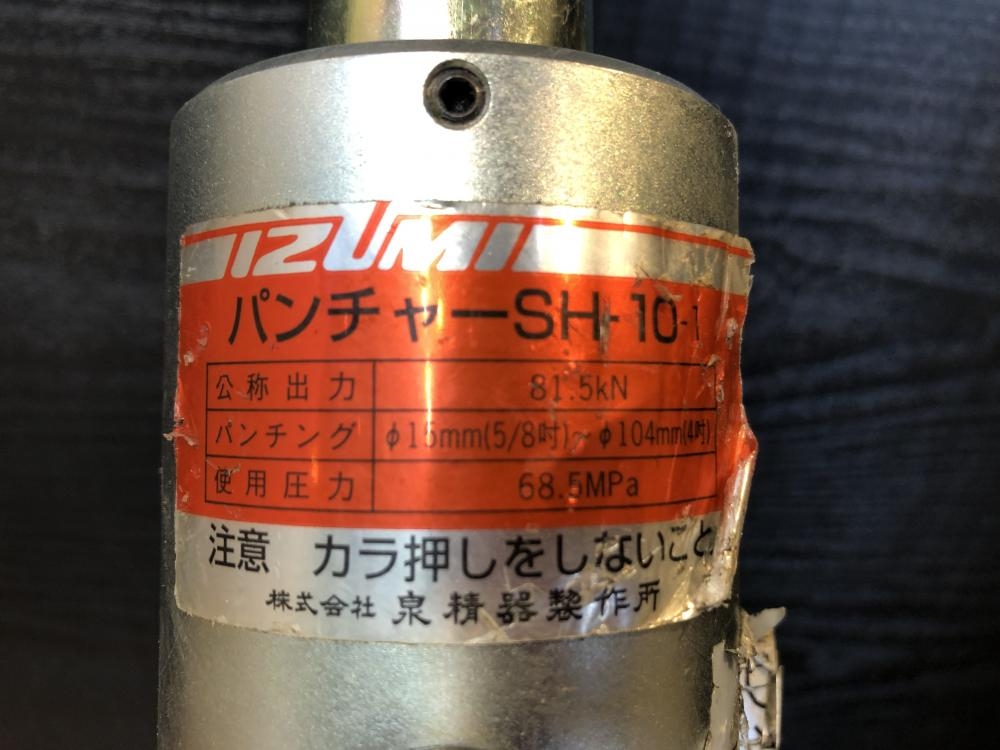 IZUMI
パンチャーSH-10-1
公称出力 81.5kN
パンチング φ16mm(5/8吋)~φ104mm(4吋)
使用圧力 68.5MPa
注意 カラ押しをしないこと
株式会社 泉精器製作所